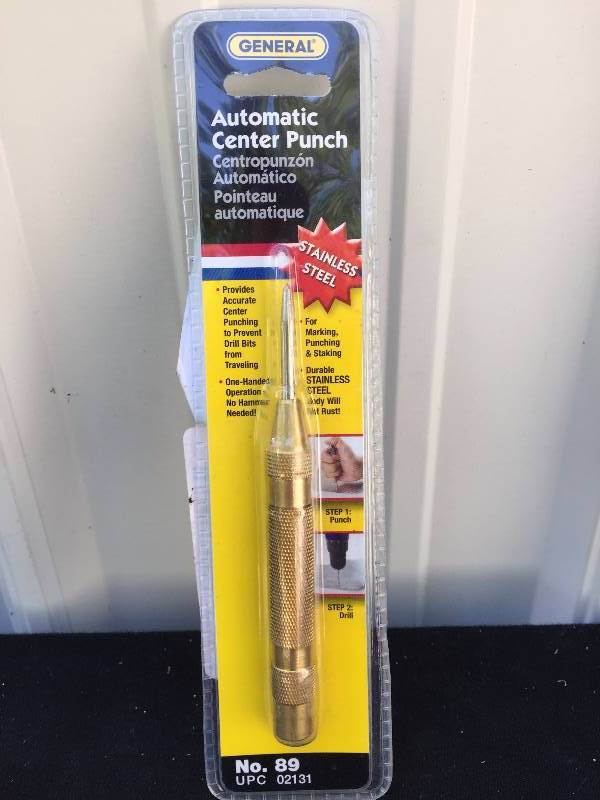 GENERAL®
Automatic
Center Punch
Centropunzón
Automático
Pointeau
automatique
STAINLESS
STEEL
• Provides
Accurate
Center
Punching
to Prevent
Drill Bits
from
Traveling
• One-Handed
Operation
No Hammer
Needed!
• For
Marking,
Punching
& Staking
• Durable
STAINLESS
STEEL
Body Will
Not Rust!
STEP 1:
Punch
STEP 2:
Drill
No. 89
UPC 02131